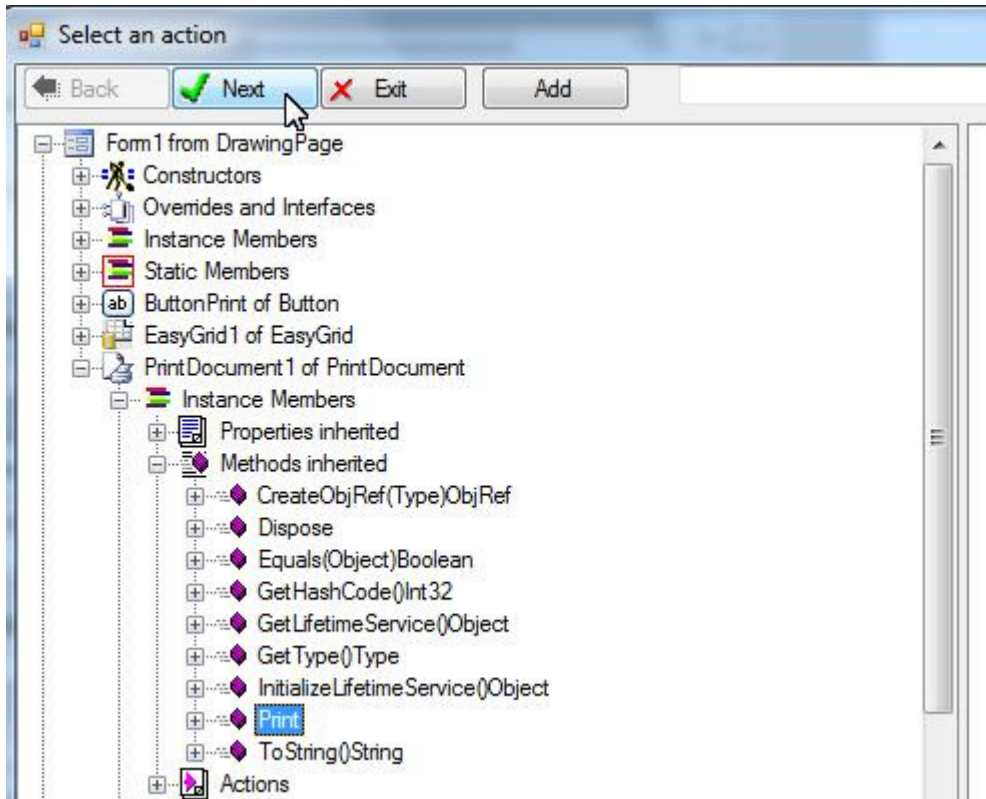 Select an action
Back Next Exit Add
Form1 from DrawingPage
Constructors
Overrides and Interfaces
Instance Members
Static Members
ab ButtonPrint of Button
EasyGrid1 of EasyGrid
PrintDocument1 of PrintDocument
Instance Members
Properties inherited
Methods inherited
CreateObjRef(Type)ObjRef
Dispose
Equals(Object)Boolean
GetHashCode()Int32
GetLifetimeService()Object
GetType()Type
InitializeLifetimeService()Object
Print
ToString()String
Actions